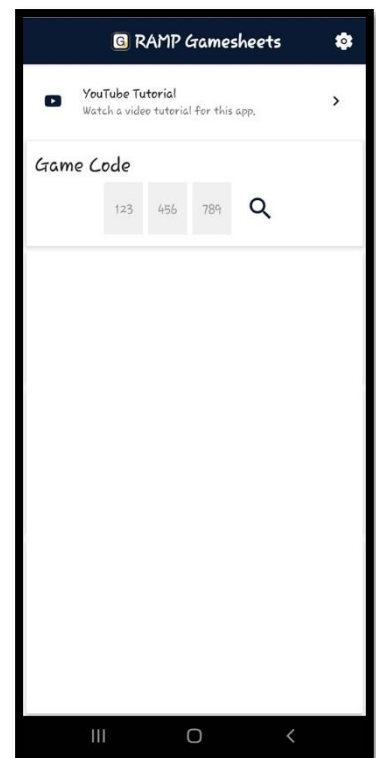 G RAMP Gamesheets
YouTube Tutorial
Watch a video tutorial for this app.
Game Code
123 456 789